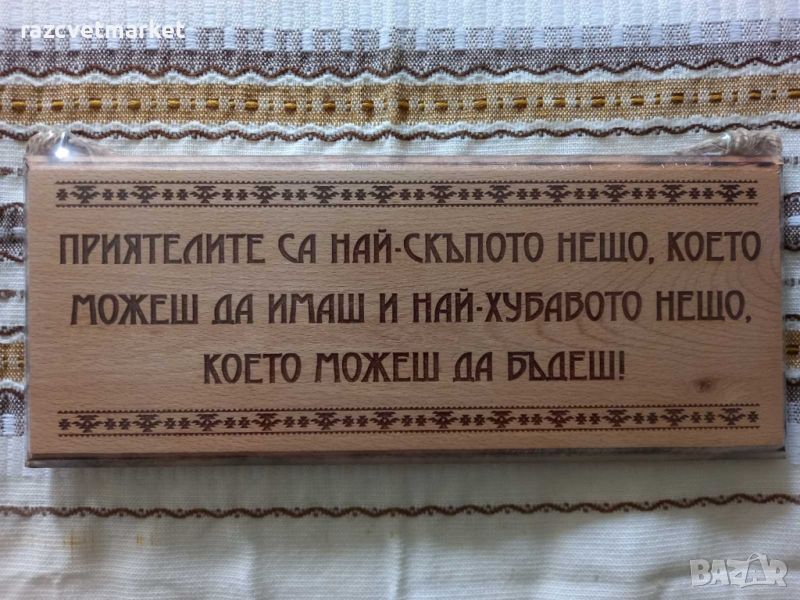 razcvetmarket
ПРИЯТЕЛИТЕ СА НАЙ-СКЪПОТО НЕЩО, КОЕТО
МОЖЕШ ДА ИМАШ И НАЙ-ХУБАВОТО НЕЩО,
КОЕТО МОЖЕШ ДА БЪДЕШ!
BAZAR